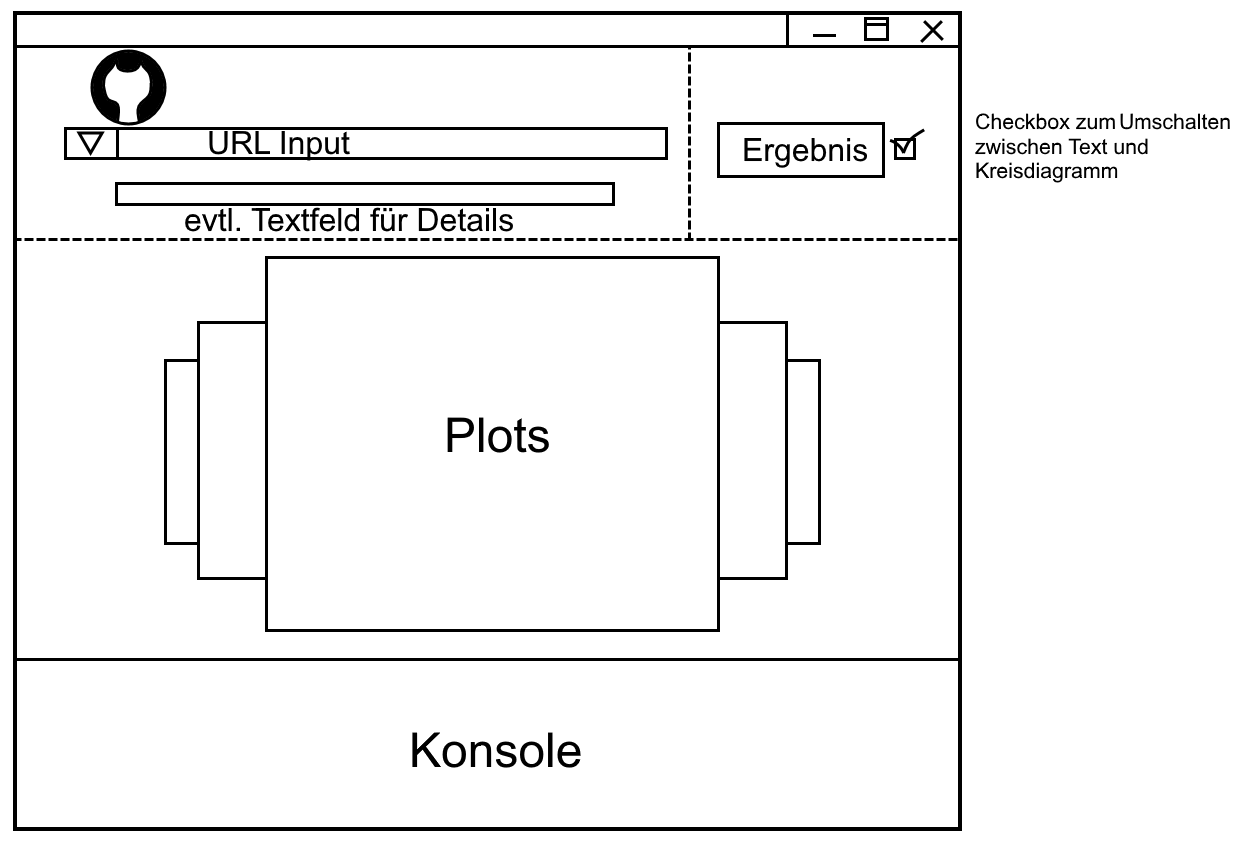 URL Input
evtl. Textfeld für Details
Ergebnis
Checkbox zum Umschalten
zwischen Text und
Kreisdiagramm
Plots
Konsole